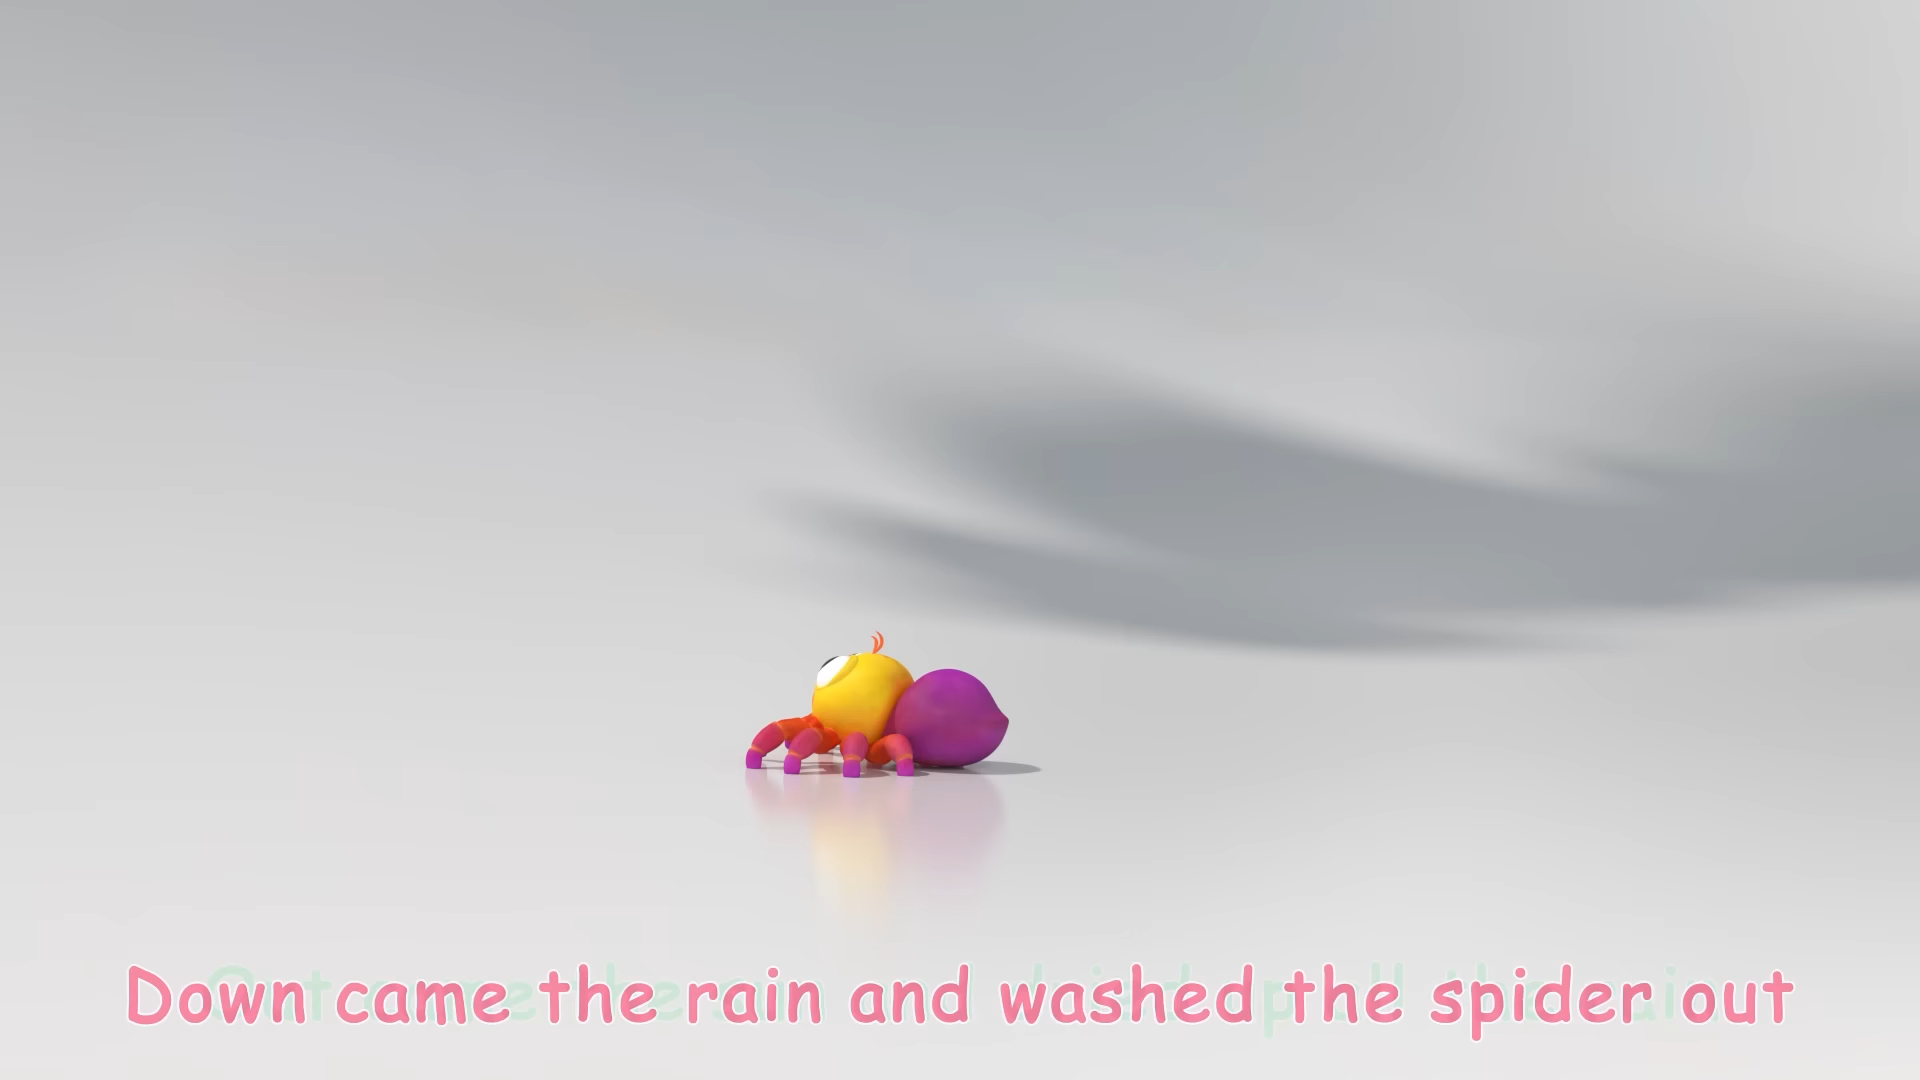 Down came the rain and washed the spider out